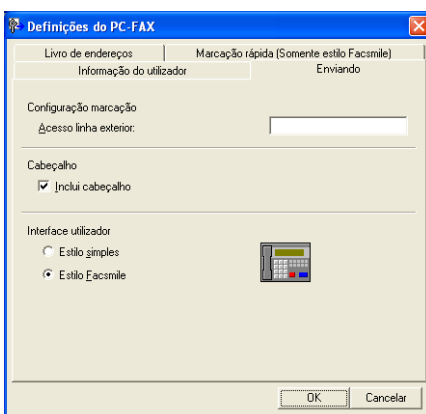 Definições do PC-FAX
Livro de endereços
Marcação rápida (Somente estilo Facsmile)
Informação do utilizador
Enviando
Configuração marcação
Acesso linha exterior:
Cabeçalho
Inclui cabeçalho
Interface utilizador
Estilo simples
Estilo Facsmile
OK
Cancelar